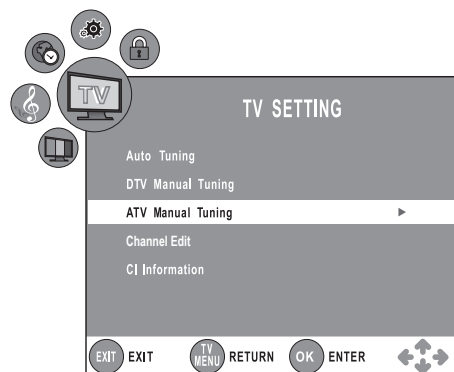 TV
TV SETTING
Auto Tuning
DTV Manual Tuning
ATV Manual Tuning
Channel Edit
CI Information
EXIT EXIT TV MENU RETURN OK ENTER